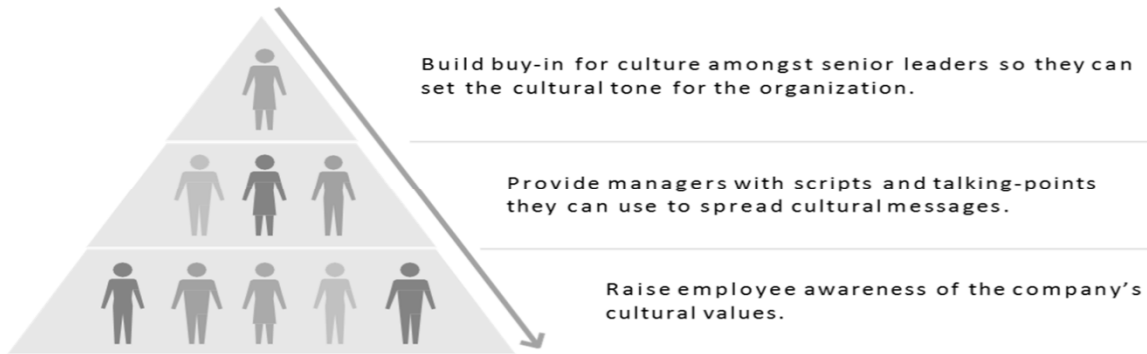 Build buy-in for culture amongst senior leaders so they can
set the cultural tone for the organization.
Provide managers with scripts and talking-points
they can use to spread cultural messages.
Raise employee awareness of the company’s
cultural values.